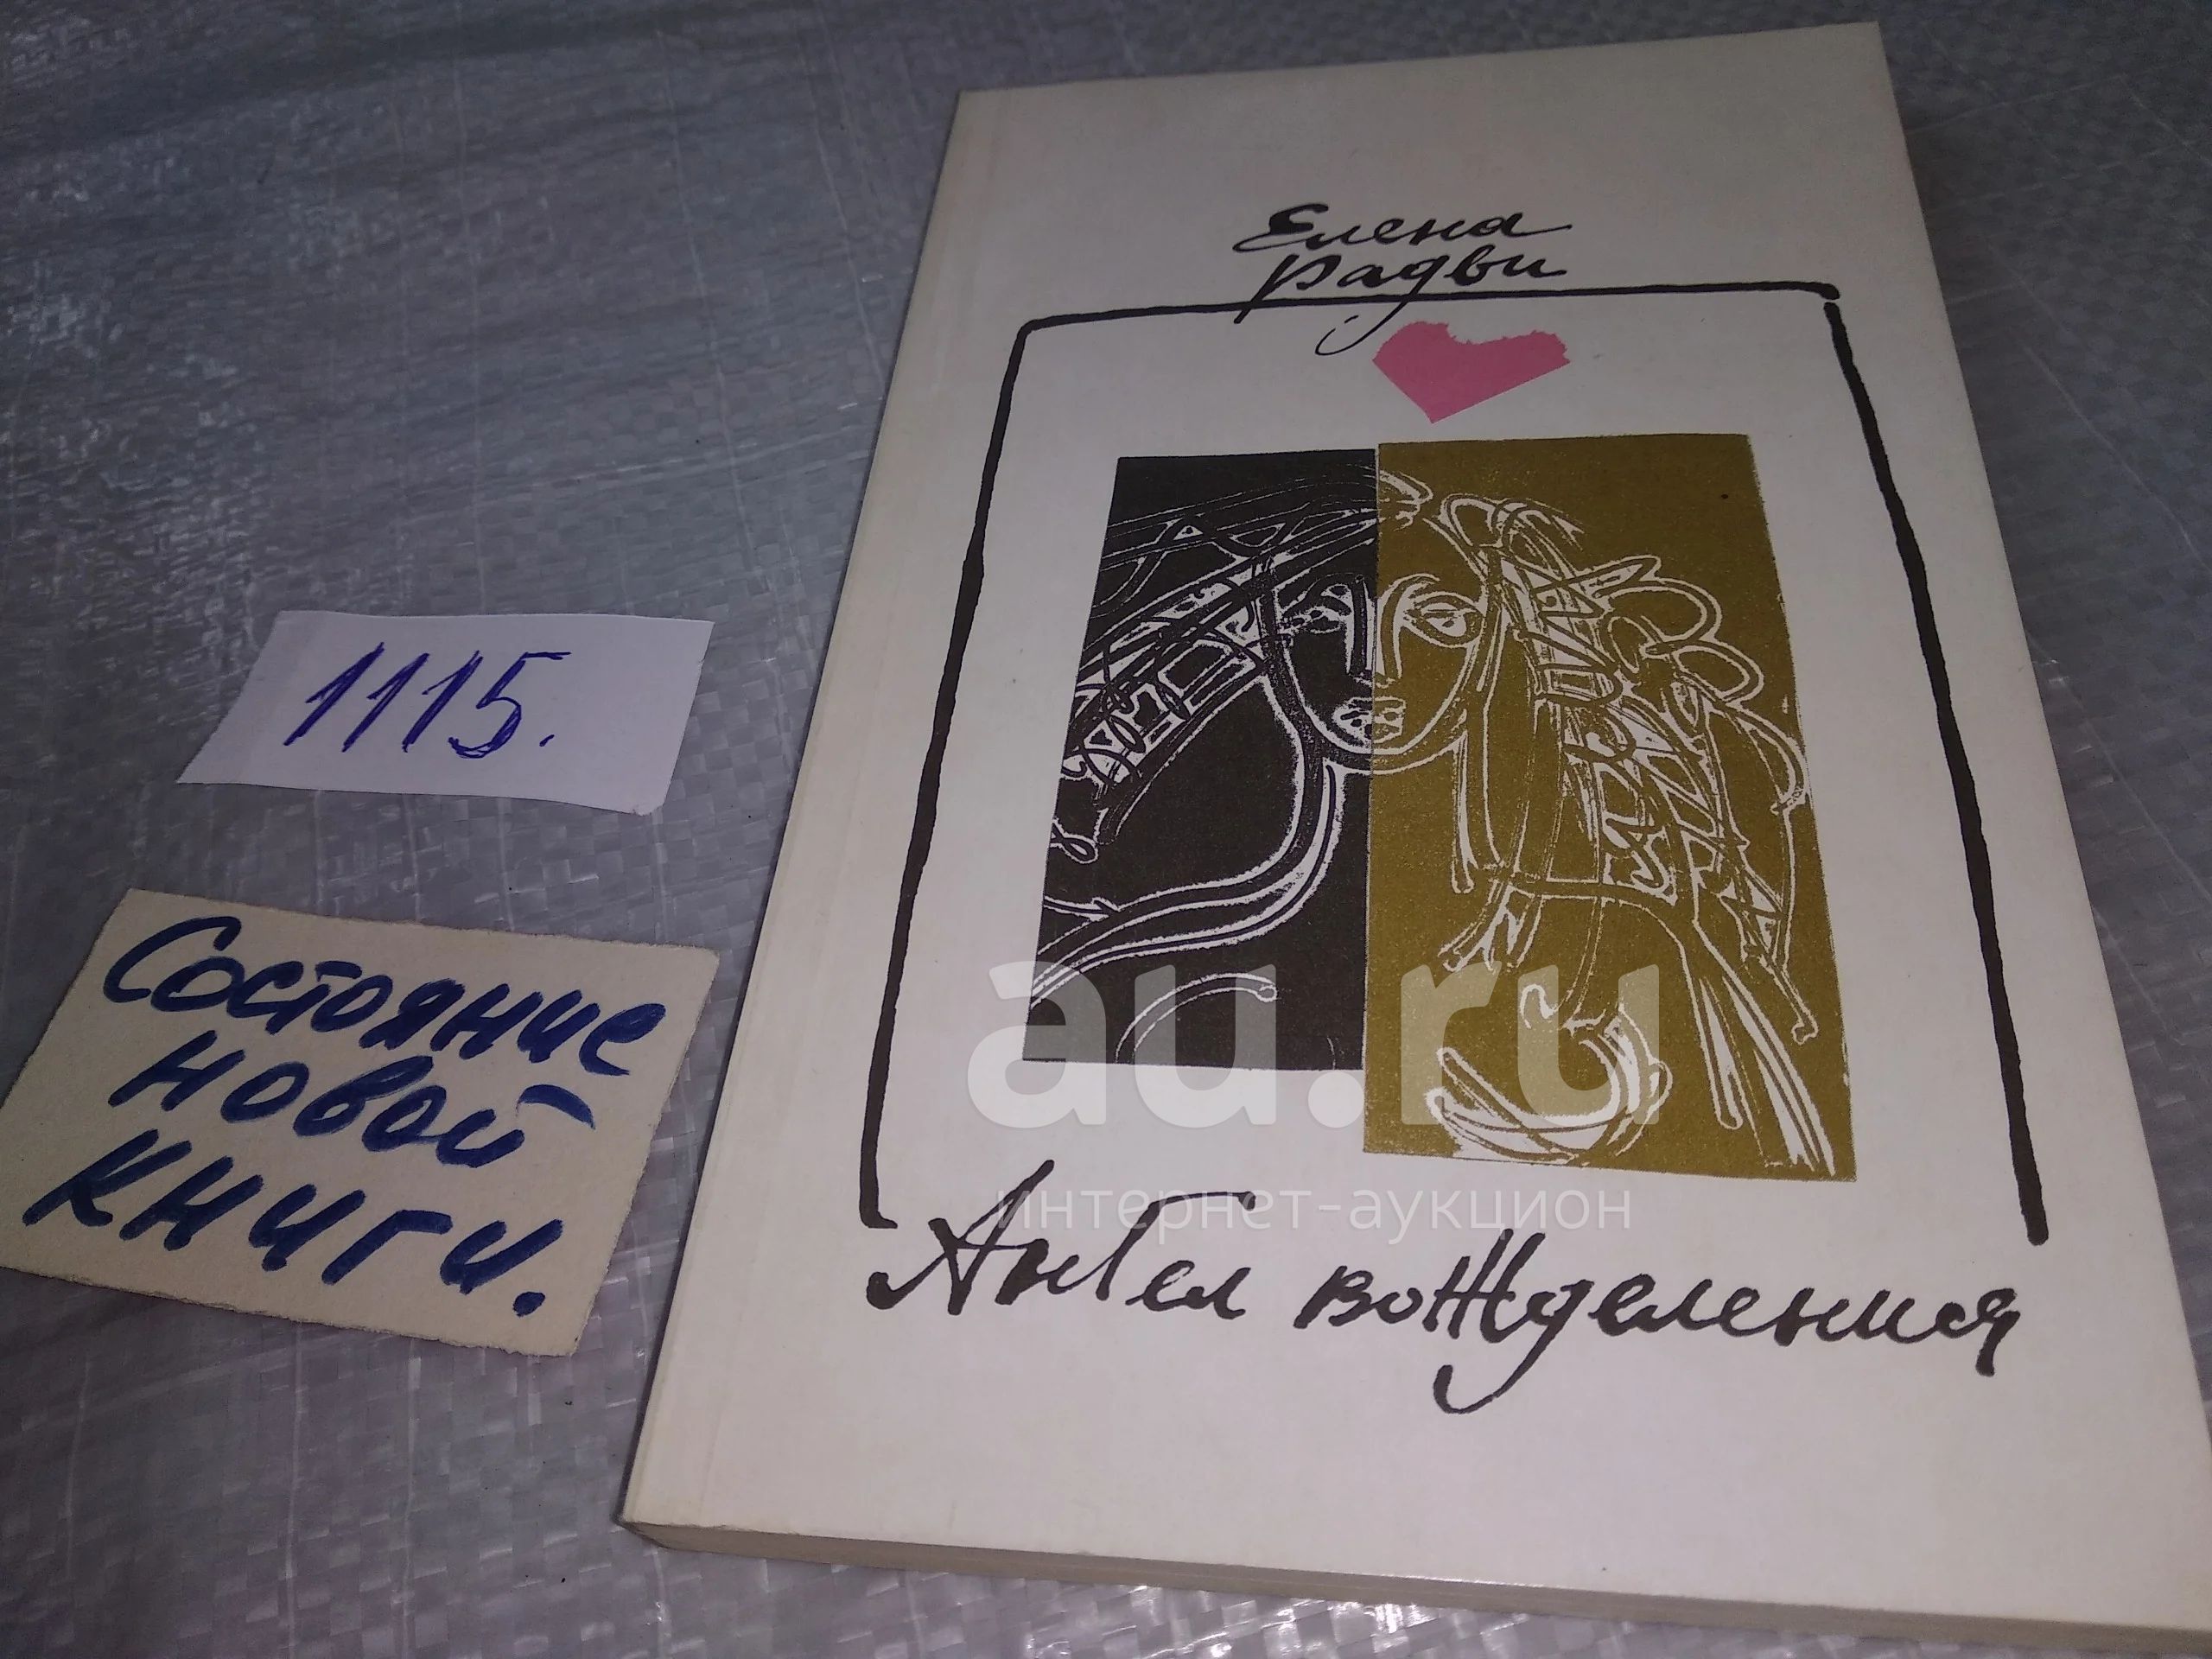 Елена
Радви
1115.
Состояние
новой
книги.
au.ru
интернет-аукцион
Ангел вожделения